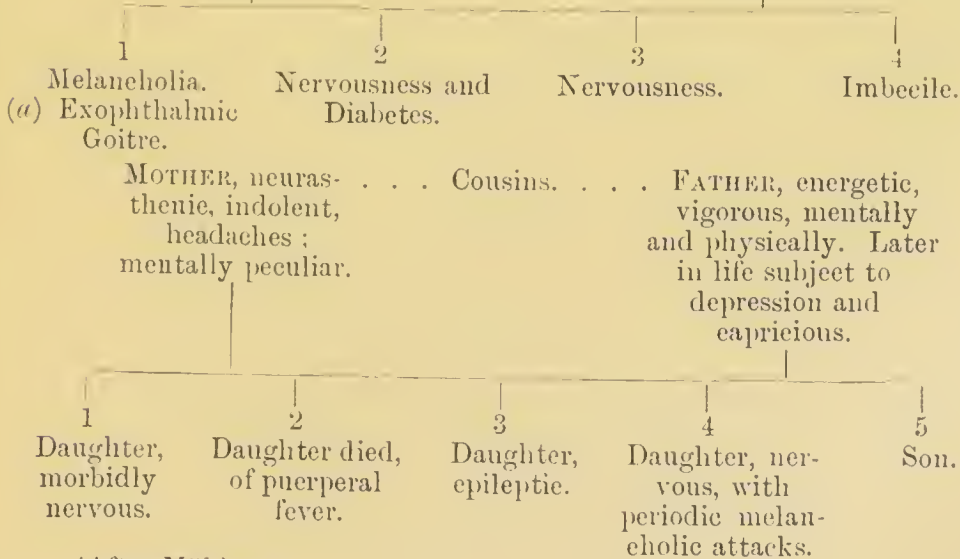 1 2 3 4
Melancholia. Nervousness and Nervousness. Imbecile.
(a) Exophthalmic Diabetes.
Goitre.
MOTHER, neuras- . . . Cousins. . . . FATHER, energetic,
thenic, indolent, vigorous, mentally
headaches ; and physically. Later
mentally peculiar. in life subject to
depression and
capricious.
1 2 3 4 5
Daughter, Daughter died, Daughter, Daughter, ner- Son.
morbidly of puerperal epileptic. vous, with
nervous. fever. periodic melan-
cholic attacks.